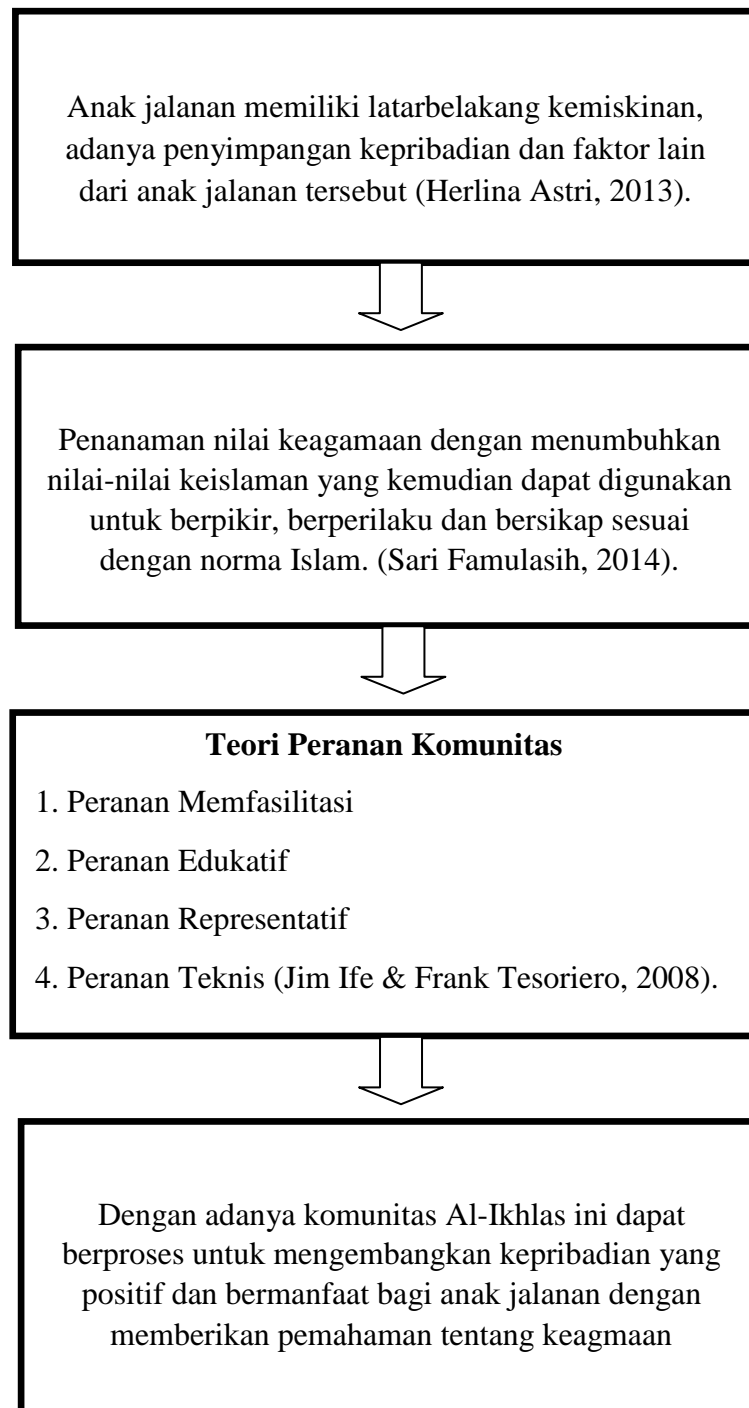 Anak jalanan memiliki latarbelakang kemiskinan,
adanya penyimpangan kepribadian dan faktor lain
dari anak jalanan tersebut (Herlina Astri, 2013).
Penanaman nilai keagamaan dengan menumbuhkan
nilai-nilai keislaman yang kemudian dapat digunakan
untuk berpikir, berperilaku dan bersikap sesuai
dengan norma Islam. (Sari Famulasih, 2014).
Teori Peranan Komunitas
1. Peranan Memfasilitasi
2. Peranan Edukatif
3. Peranan Representatif
4. Peranan Teknis (Jim Ife & Frank Tesoriero, 2008).
Dengan adanya komunitas Al-Ikhlas ini dapat
berproses untuk mengembangkan kepribadian yang
positif dan bermanfaat bagi anak jalanan dengan
memberikan pemahaman tentang keagmaan